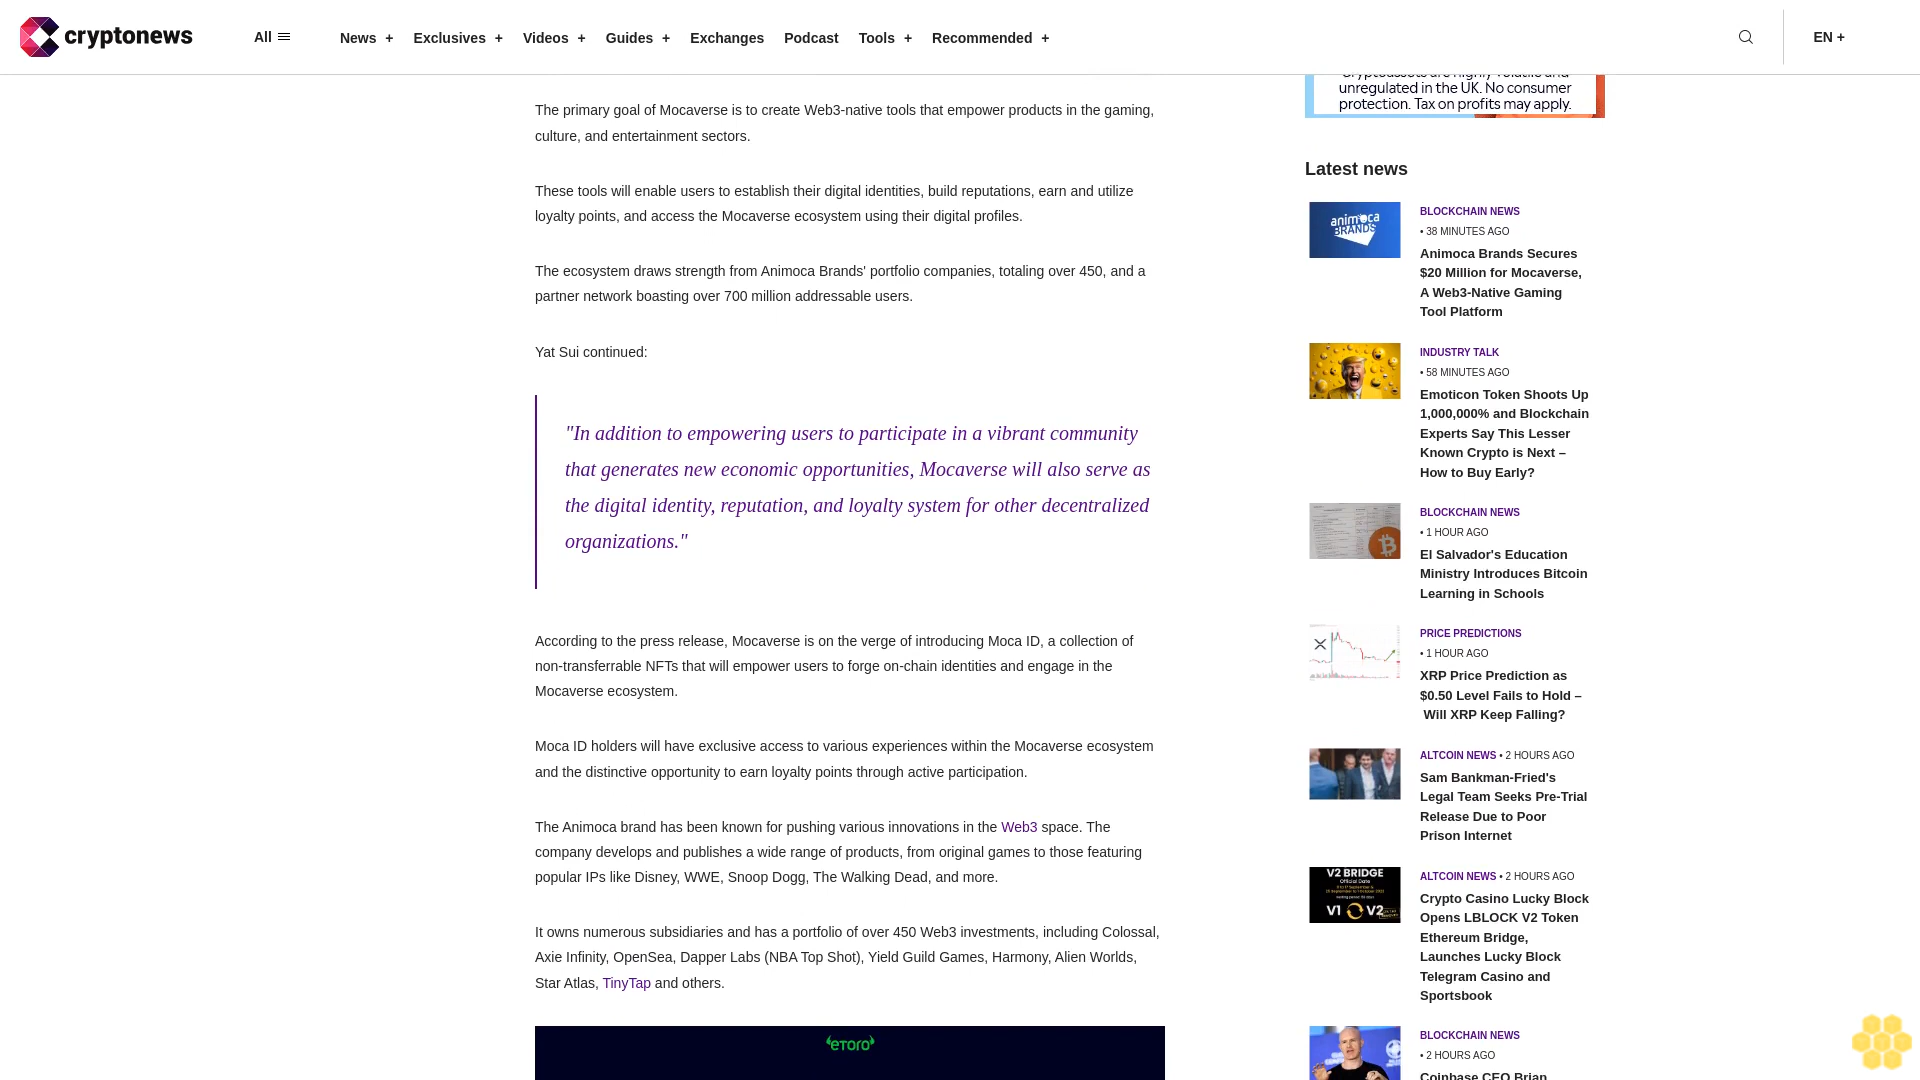 cryptonews
All
News +
Exclusives +
Videos +
Guides +
Exchanges
Podcast
Tools +
Recommended +
EN +
The primary goal of Mocaverse is to create Web3-native tools that empower products in the gaming,
culture, and entertainment sectors.
These tools will enable users to establish their digital identities, build reputations, earn and utilize
loyalty points, and access the Mocaverse ecosystem using their digital profiles.
The ecosystem draws strength from Animoca Brands' portfolio companies, totaling over 450, and a
partner network boasting over 700 million addressable users.
Yat Sui continued:
"In addition to empowering users to participate in a vibrant community
that generates new economic opportunities, Mocaverse will also serve as
the digital identity, reputation, and loyalty system for other decentralized
organizations."
According to the press release, Mocaverse is on the verge of introducing Moca ID, a collection of
non-transferrable NFTs that will empower users to forge on-chain identities and engage in the
Mocaverse ecosystem.
Moca ID holders will have exclusive access to various experiences within the Mocaverse ecosystem
and the distinctive opportunity to earn loyalty points through active participation.
The Animoca brand has been known for pushing various innovations in the Web3 space. The
company develops and publishes a wide range of products, from original games to those featuring
popular IPs like Disney, WWE, Snoop Dogg, The Walking Dead, and more.
It owns numerous subsidiaries and has a portfolio of over 450 Web3 investments, including Colossal,
Axie Infinity, OpenSea, Dapper Labs (NBA Top Shot), Yield Guild Games, Harmony, Alien Worlds,
Star Atlas, TinyTap and others.
eToro
Cryptoassets are highly volatile and
unregulated in the UK. No consumer
protection. Tax on profits may apply.
Latest news
animoca
BRANDS
BLOCKCHAIN NEWS
• 38 MINUTES AGO
Animoca Brands Secures
$20 Million for Mocaverse,
A Web3-Native Gaming
Tool Platform
INDUSTRY TALK
• 58 MINUTES AGO
Emoticon Token Shoots Up
1,000,000% and Blockchain
Experts Say This Lesser
Known Crypto is Next –
How to Buy Early?
BLOCKCHAIN NEWS
• 1 HOUR AGO
El Salvador's Education
Ministry Introduces Bitcoin
Learning in Schools
PRICE PREDICTIONS
• 1 HOUR AGO
XRP Price Prediction as
$0.50 Level Fails to Hold –
Will XRP Keep Falling?
ALTCOIN NEWS • 2 HOURS AGO
Sam Bankman-Fried's
Legal Team Seeks Pre-Trial
Release Due to Poor
Prison Internet
V2 BRIDGE
Official Date
V1 V2
ALTCOIN NEWS • 2 HOURS AGO
Crypto Casino Lucky Block
Opens LBLOCK V2 Token
Ethereum Bridge,
Launches Lucky Block
Telegram Casino and
Sportsbook
BLOCKCHAIN NEWS
• 2 HOURS AGO
Coinbase CEO Brian